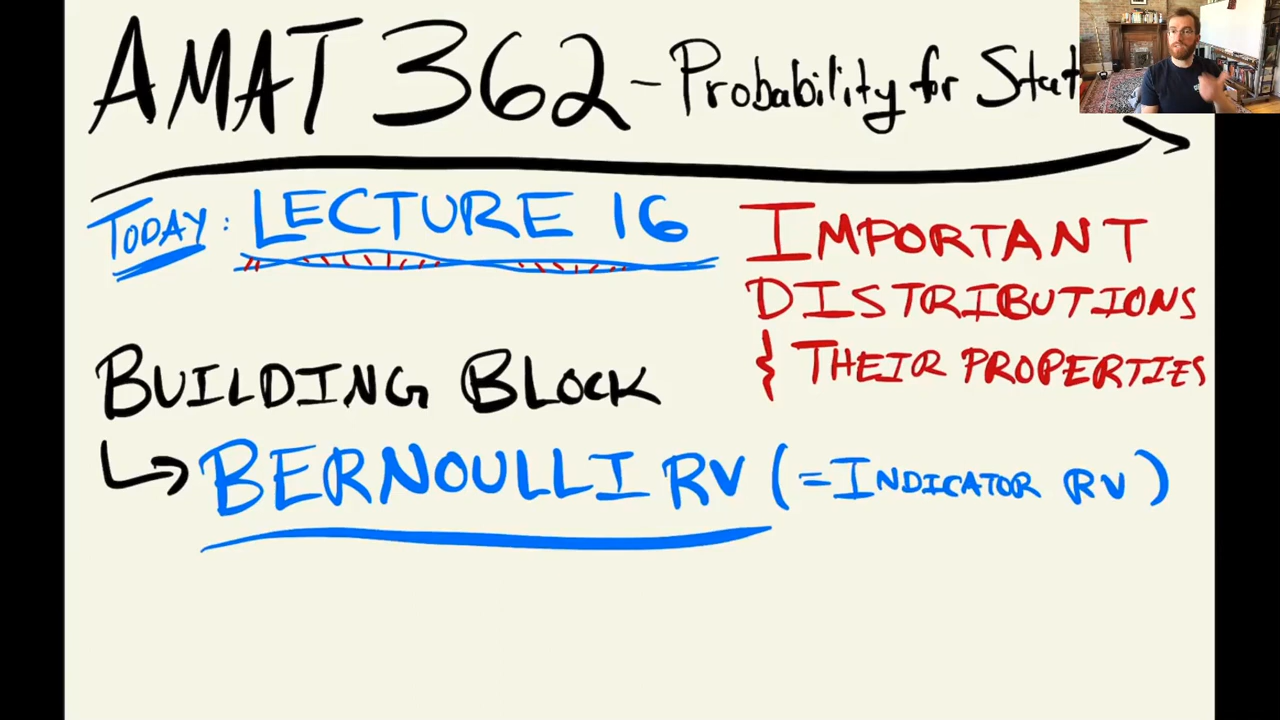 AMAT 362 - Probability for Stat
TODAY: LECTURE 16
IMPORTANT
DISTRIBUTIONS
& THEIR PROPERTIES
BUILDING BLOCK
↳ BERNOULLI RV (= INDICATOR RV)